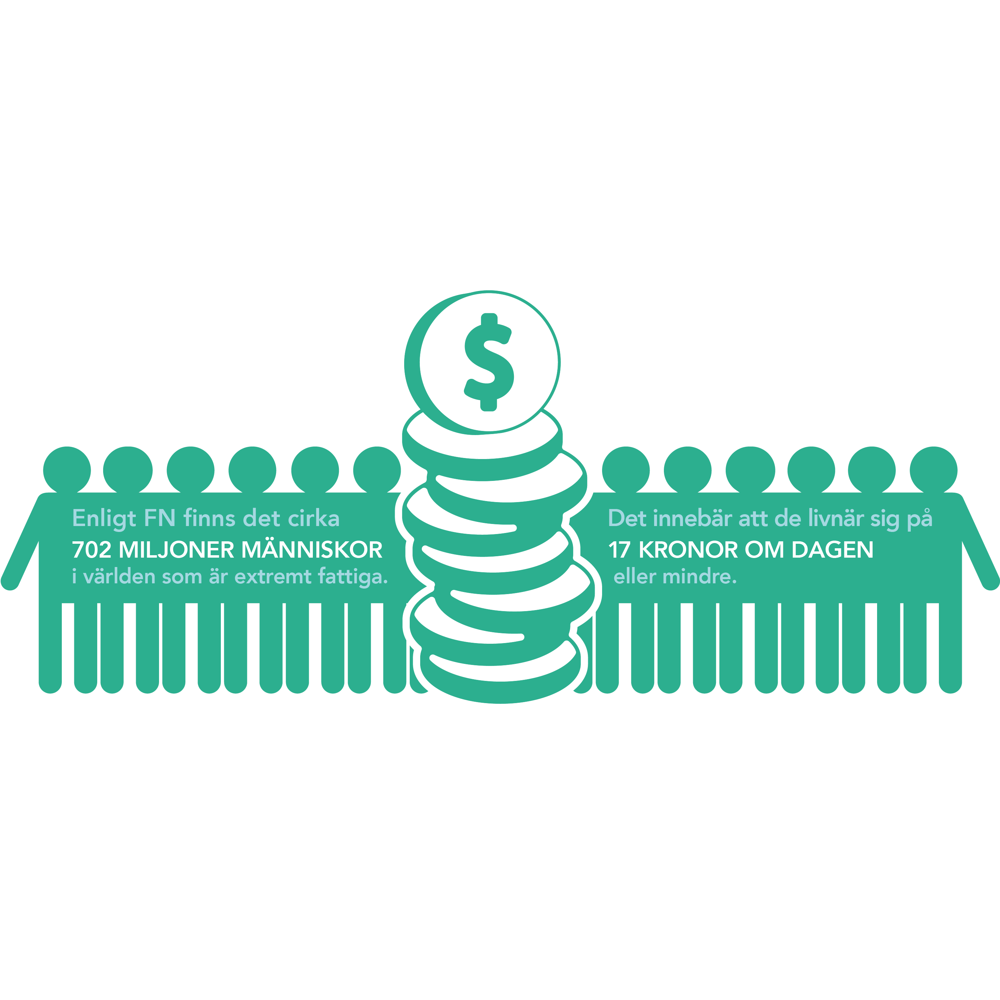 $
Enligt FN finns det cirka
702 MILJONER MÄNNISKOR
i världen som är extremt fattiga.
Det innebär att de livnär sig på
17 KRONOR OM DAGEN
eller mindre.